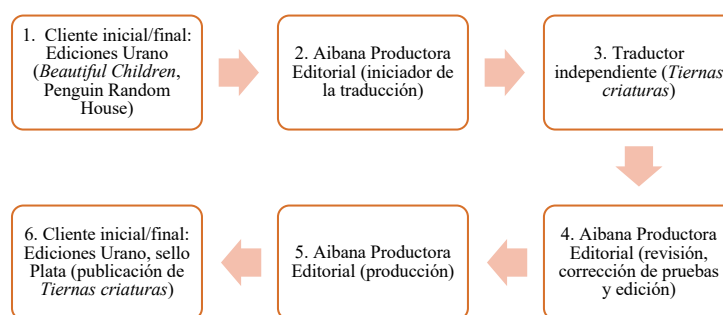 1. Cliente inicial/final:
Ediciones Urano
(Beautiful Children,
Penguin Random
House)
2. Aibana Productora
Editorial (iniciador de
la traducción)
3. Traductor
independiente (Tiernas
criaturas)
4. Aibana Productora
Editorial (revisión,
corrección de pruebas
y edición)
5. Aibana Productora
Editorial (producción)
6. Cliente inicial/final:
Ediciones Urano, sello
Plata (publicación de
Tiernas criaturas)